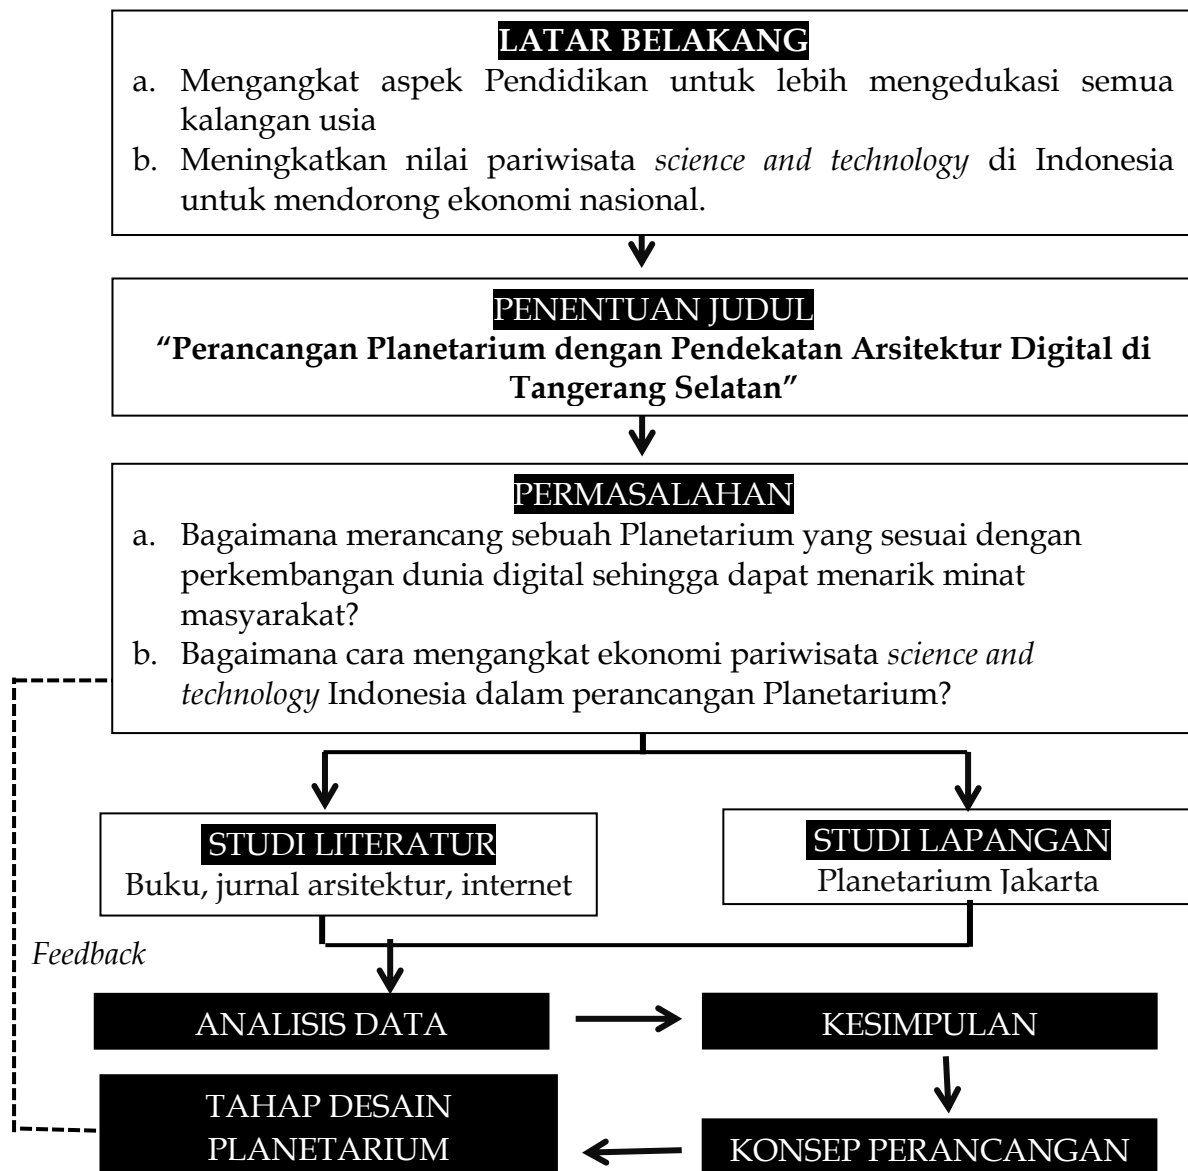 LATAR BELAKANG
a. Mengangkat aspek Pendidikan untuk lebih mengedukasi semua
kalangan usia
b. Meningkatkan nilai pariwisata science and technology di Indonesia
untuk mendorong ekonomi nasional.
PENENTUAN JUDUL
“Perancangan Planetarium dengan Pendekatan Arsitektur Digital di
Tangerang Selatan”
PERMASALAHAN
a. Bagaimana merancang sebuah Planetarium yang sesuai dengan
perkembangan dunia digital sehingga dapat menarik minat
masyarakat?
b. Bagaimana cara mengangkat ekonomi pariwisata science and
technology Indonesia dalam perancangan Planetarium?
STUDI LITERATUR
Buku, jurnal arsitektur, internet
STUDI LAPANGAN
Planetarium Jakarta
Feedback
ANALISIS DATA
KESIMPULAN
TAHAP DESAIN
PLANETARIUM
KONSEP PERANCANGAN